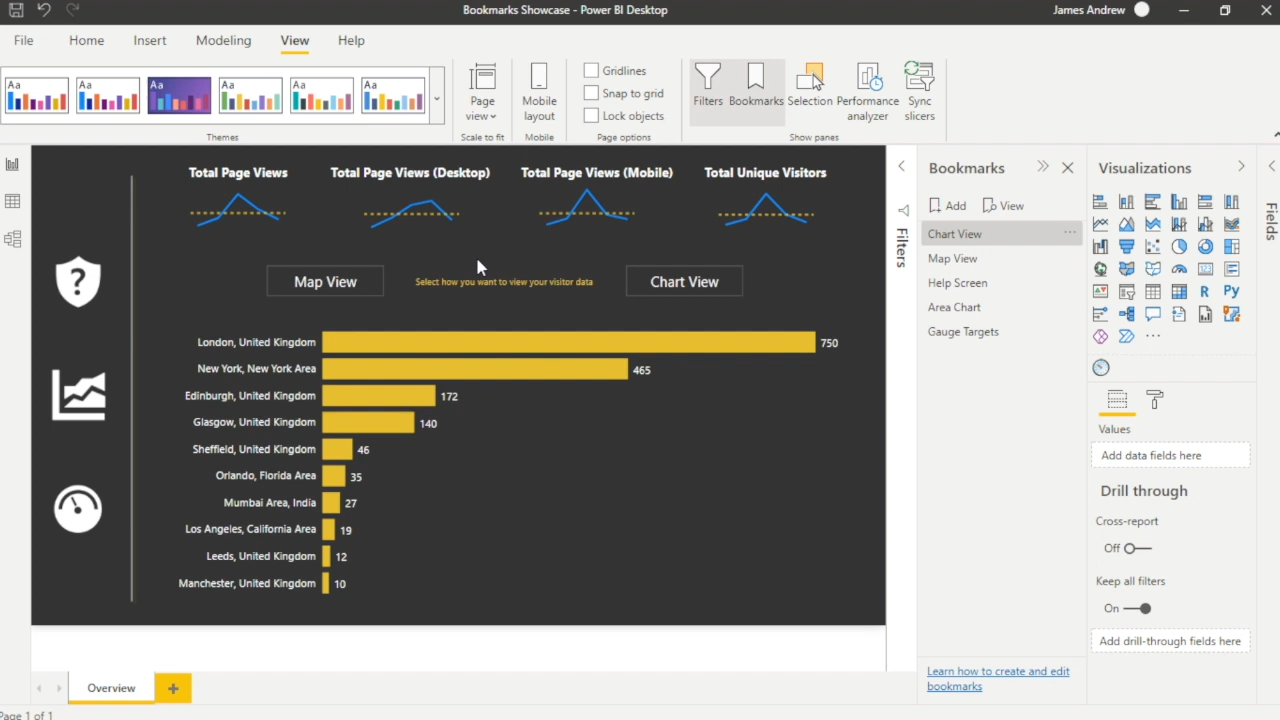 Bookmarks Showcase - Power BI Desktop
James Andrew
File Home Insert Modeling View Help
Aa Aa Aa Aa Aa Aa
Page view
Mobile layout
Gridlines
Snap to grid
Lock objects
Filters Bookmarks Selection Performance analyzer Sync slicers
Themes Scale to fit Mobile Page options Show panes
Total Page Views Total Page Views (Desktop) Total Page Views (Mobile) Total Unique Visitors
Map View Select how you want to view your visitor data Chart View
London, United Kingdom 750
New York, New York Area 465
Edinburgh, United Kingdom 172
Glasgow, United Kingdom 140
Sheffield, United Kingdom 46
Orlando, Florida Area 35
Mumbai Area, India 27
Los Angeles, California Area 19
Leeds, United Kingdom 12
Manchester, United Kingdom 10
Filters
Bookmarks
Add View
Chart View
Map View
Help Screen
Area Chart
Gauge Targets
Learn how to create and edit
bookmarks
Visualizations
R Py
Values
Add data fields here
Drill through
Cross-report
Off
Keep all filters
On
Add drill-through fields here
Fields
Overview
Page 1 of 1